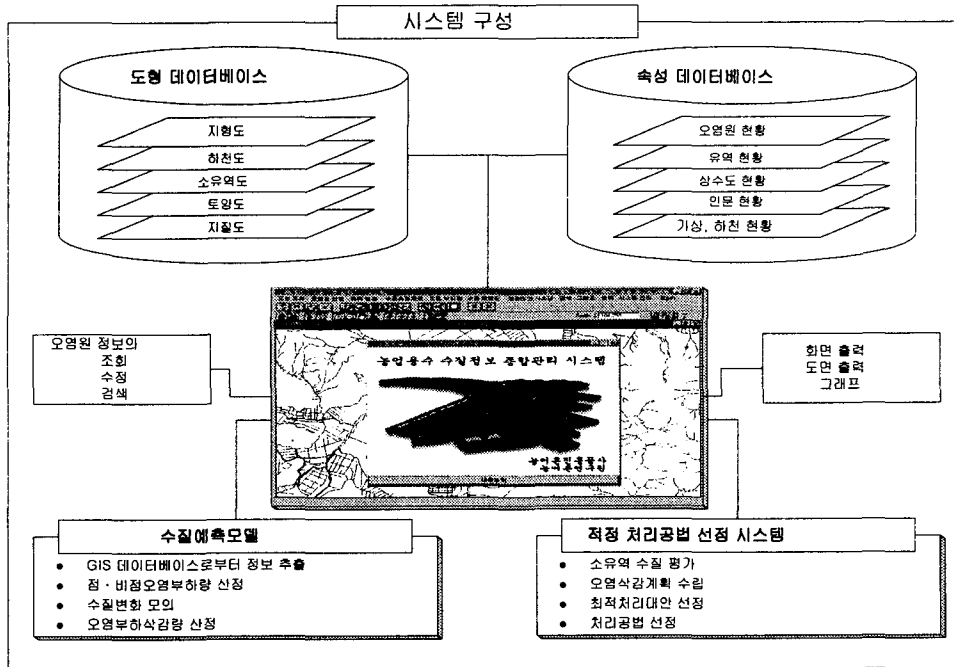 시스템 구성
도형 데이터베이스
지형도
하천도
소유역도
토양도
지질도
속성 데이터베이스
오염원 현황
유역 현황
상수도 현황
인문 현황
기상, 하천 현황
오염원 정보의
조회
수정
검색
농업용수 수질정보 종합관리 시스템
화면 출력
도면 출력
그래프
수질예측모델
• GIS 데이터베이스로부터 정보 추출
• 점 · 비점오염부하량 산정
• 수질변화 모의
• 오염부하삭감량 산정
적정 처리공법 선정 시스템
• 소유역 수질 평가
• 오염삭감계획 수립
• 최적처리대안 선정
• 처리공법 선정